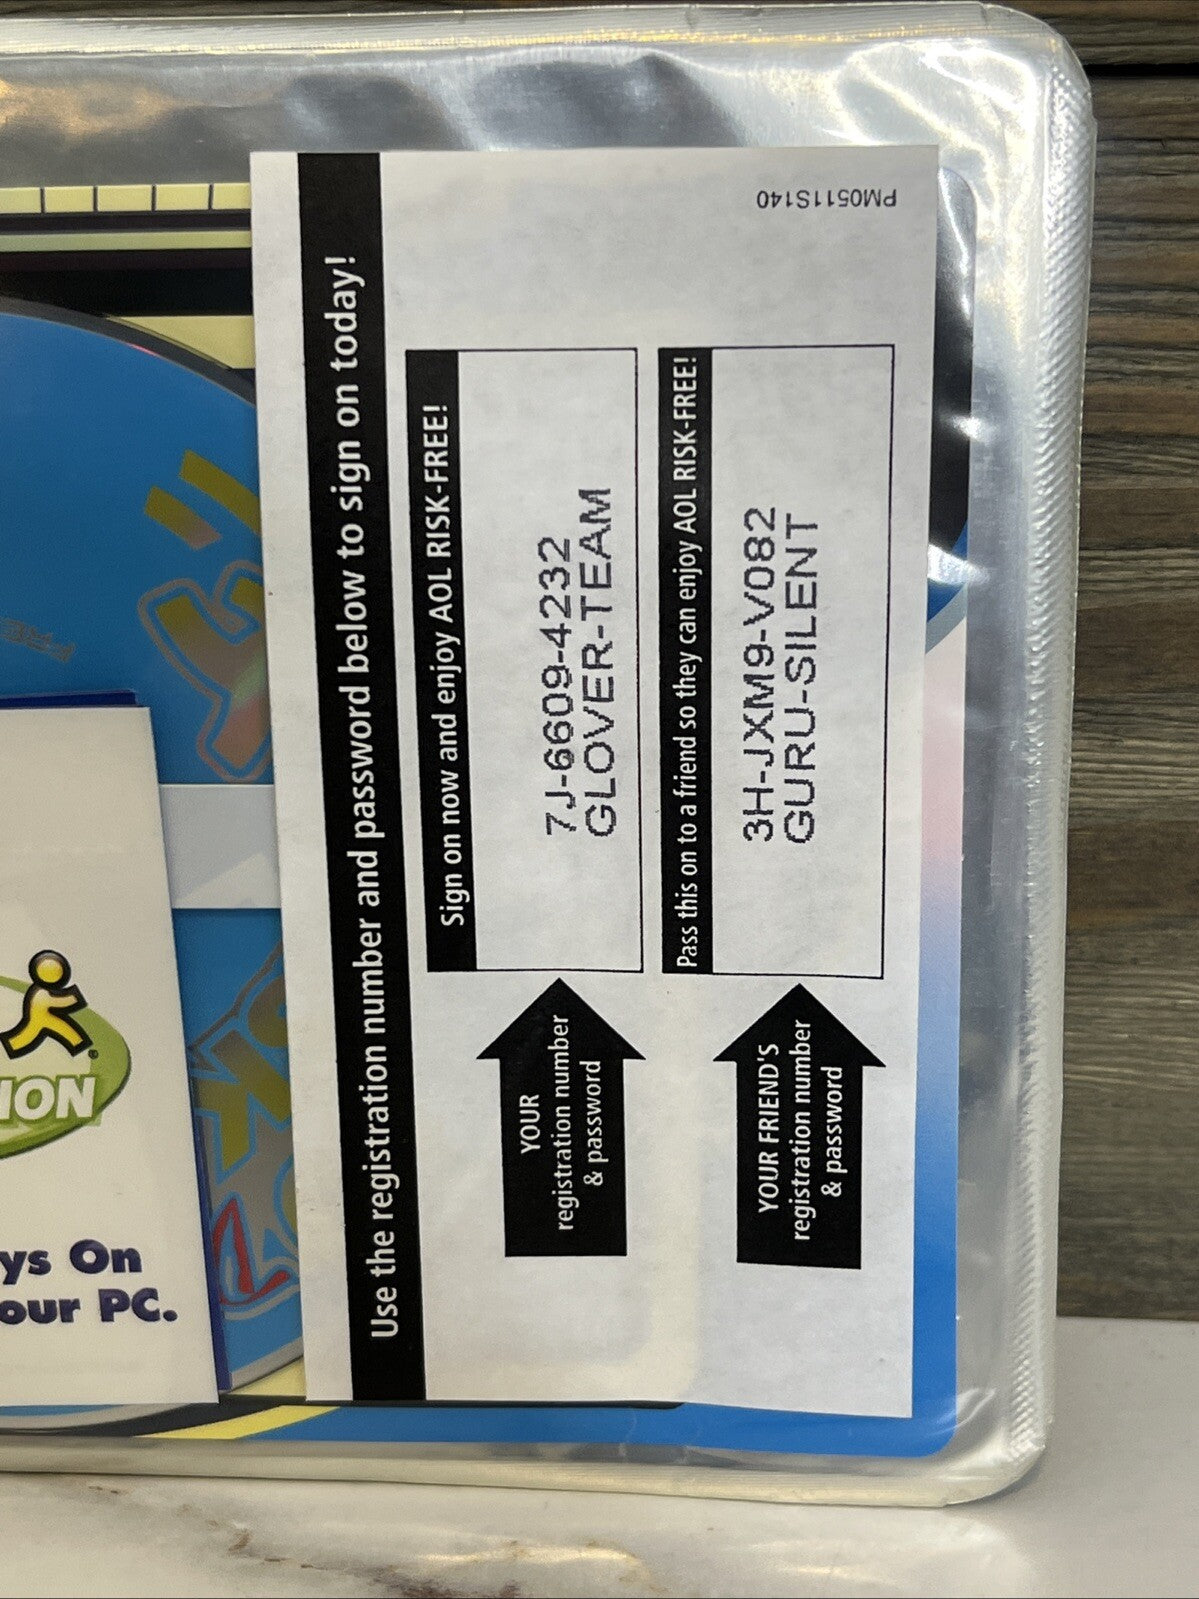 Use the registration number and password below to sign on today!
YOUR
registration number
& password
Sign on now and enjoy AOL RISK-FREE!
7J-6609-4232
GLOVER-TEAM
YOUR FRIEND'S
registration number
& password
Pass this on to a friend so they can enjoy AOL RISK-FREE!
3H-JXM9-V082
GURU-SILENT
PM0511S140
ION
ys On
our PC.